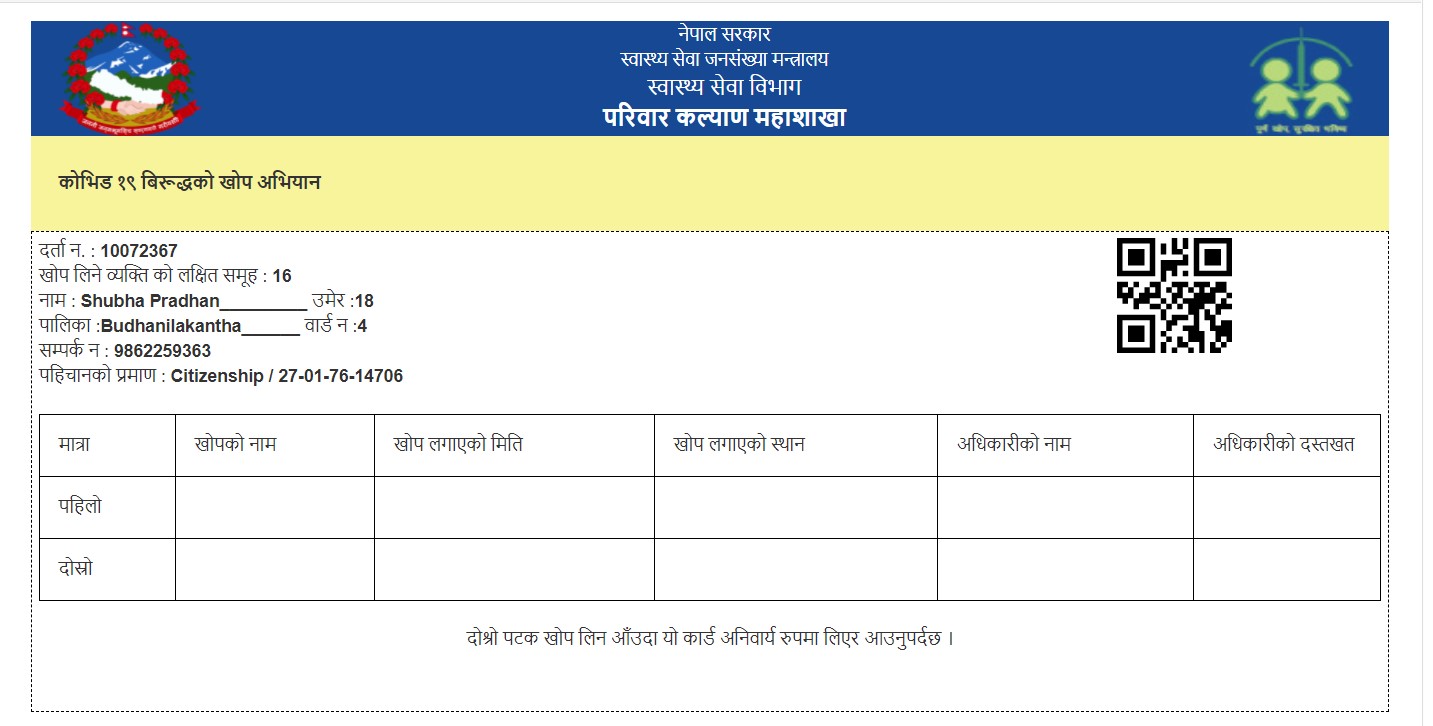 नेपाल सरकार
स्वास्थ्य सेवा जनसंख्या मन्त्रालय
स्वास्थ्य सेवा विभाग
परिवार कल्याण महाशाखा
कोभिड १९ बिरूद्धको खोप अभियान
दर्ता न. : 10072367
खोप लिने व्यक्ति को लक्षित समूह : 16
नाम : Shubha Pradhan_________ उमेर :18
पालिका :Budhanilakantha______ वार्ड न :4
सम्पर्क न : 9862259363
पहिचानको प्रमाण : Citizenship / 27-01-76-14706
मात्रा खोपको नाम खोप लगाएको मिति खोप लगाएको स्थान अधिकारीको नाम अधिकारीको दस्तखत
पहिलो
दोस्रो
दोश्रो पटक खोप लिन आँउदा यो कार्ड अनिवार्य रुपमा लिएर आउनुपर्दछ ।